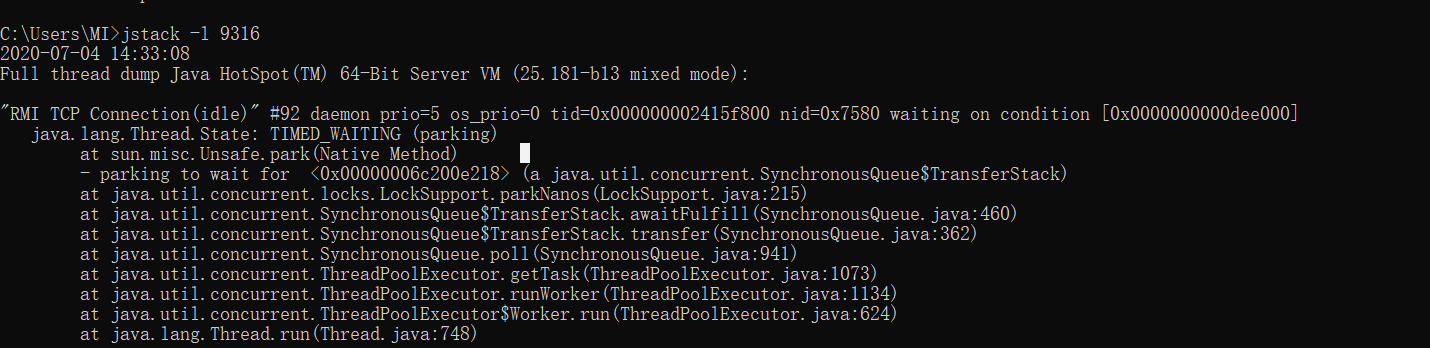 C:\Users\MI>jstack -l 9316
2020-07-04 14:33:08
Full thread dump Java HotSpot(TM) 64-Bit Server VM (25.181-b13 mixed mode):
"RMI TCP Connection(idle)" #92 daemon prio=5 os_prio=0 tid=0x000000002415f800 nid=0x7580 waiting on condition [0x0000000000dee000]
java.lang.Thread.State: TIMED_WAITING (parking)
at sun.misc.Unsafe.park(Native Method)
- parking to wait for <0x00000006c200e218> (a java.util.concurrent.SynchronousQueue$TransferStack)
at java.util.concurrent.locks.LockSupport.parkNanos(LockSupport.java:215)
at java.util.concurrent.SynchronousQueue$TransferStack.awaitFulfill(SynchronousQueue.java:460)
at java.util.concurrent.SynchronousQueue$TransferStack.transfer(SynchronousQueue.java:362)
at java.util.concurrent.SynchronousQueue.poll(SynchronousQueue.java:941)
at java.util.concurrent.ThreadPoolExecutor.getTask(ThreadPoolExecutor.java:1073)
at java.util.concurrent.ThreadPoolExecutor.runWorker(ThreadPoolExecutor.java:1134)
at java.util.concurrent.ThreadPoolExecutor$Worker.run(ThreadPoolExecutor.java:624)
at java.lang.Thread.run(Thread.java:748)